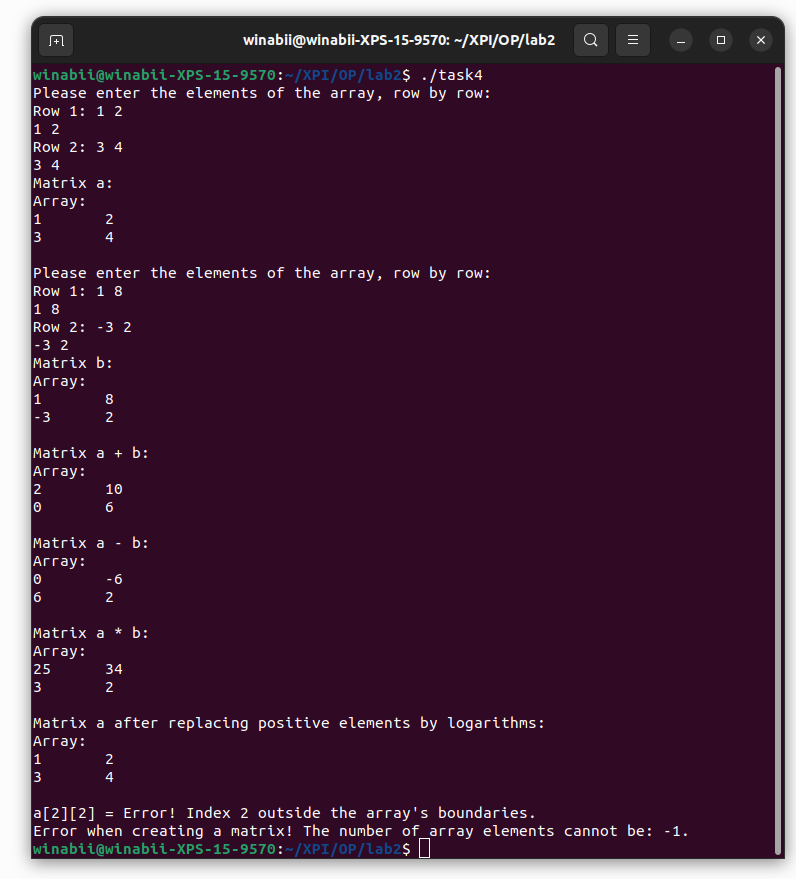 winabii@winabii-XPS-15-9570: ~/XPI/OP/lab2
winabii@winabii-XPS-15-9570:~/XPI/OP/lab2$ ./task4
Please enter the elements of the array, row by row:
Row 1: 1 2
1 2
Row 2: 3 4
3 4
Matrix a:
Array:
1       2
3       4
Please enter the elements of the array, row by row:
Row 1: 1 8
1 8
Row 2: -3 2
-3 2
Matrix b:
Array:
1       8
-3      2
Matrix a + b:
Array:
2       10
0       6
Matrix a - b:
Array:
0       -6
6       2
Matrix a * b:
Array:
25      34
3       2
Matrix a after replacing positive elements by logarithms:
Array:
1       2
3       4
a[2][2] = Error! Index 2 outside the array's boundaries.
Error when creating a matrix! The number of array elements cannot be: -1.
winabii@winabii-XPS-15-9570:~/XPI/OP/lab2$